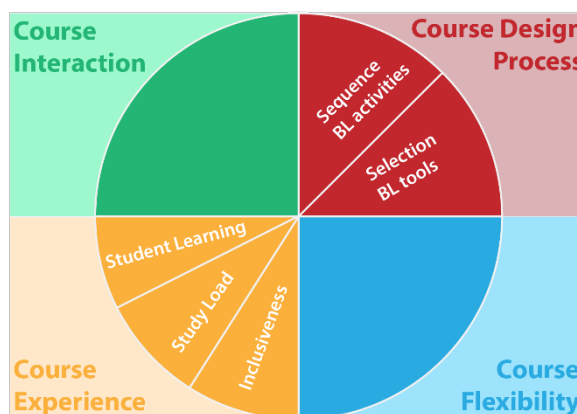 Course
Interaction
Course Design
Process
Sequence
BL activities
Selection
BL tools
Student Learning
Study Load
Inclusiveness
Course
Experience
Course
Flexibility